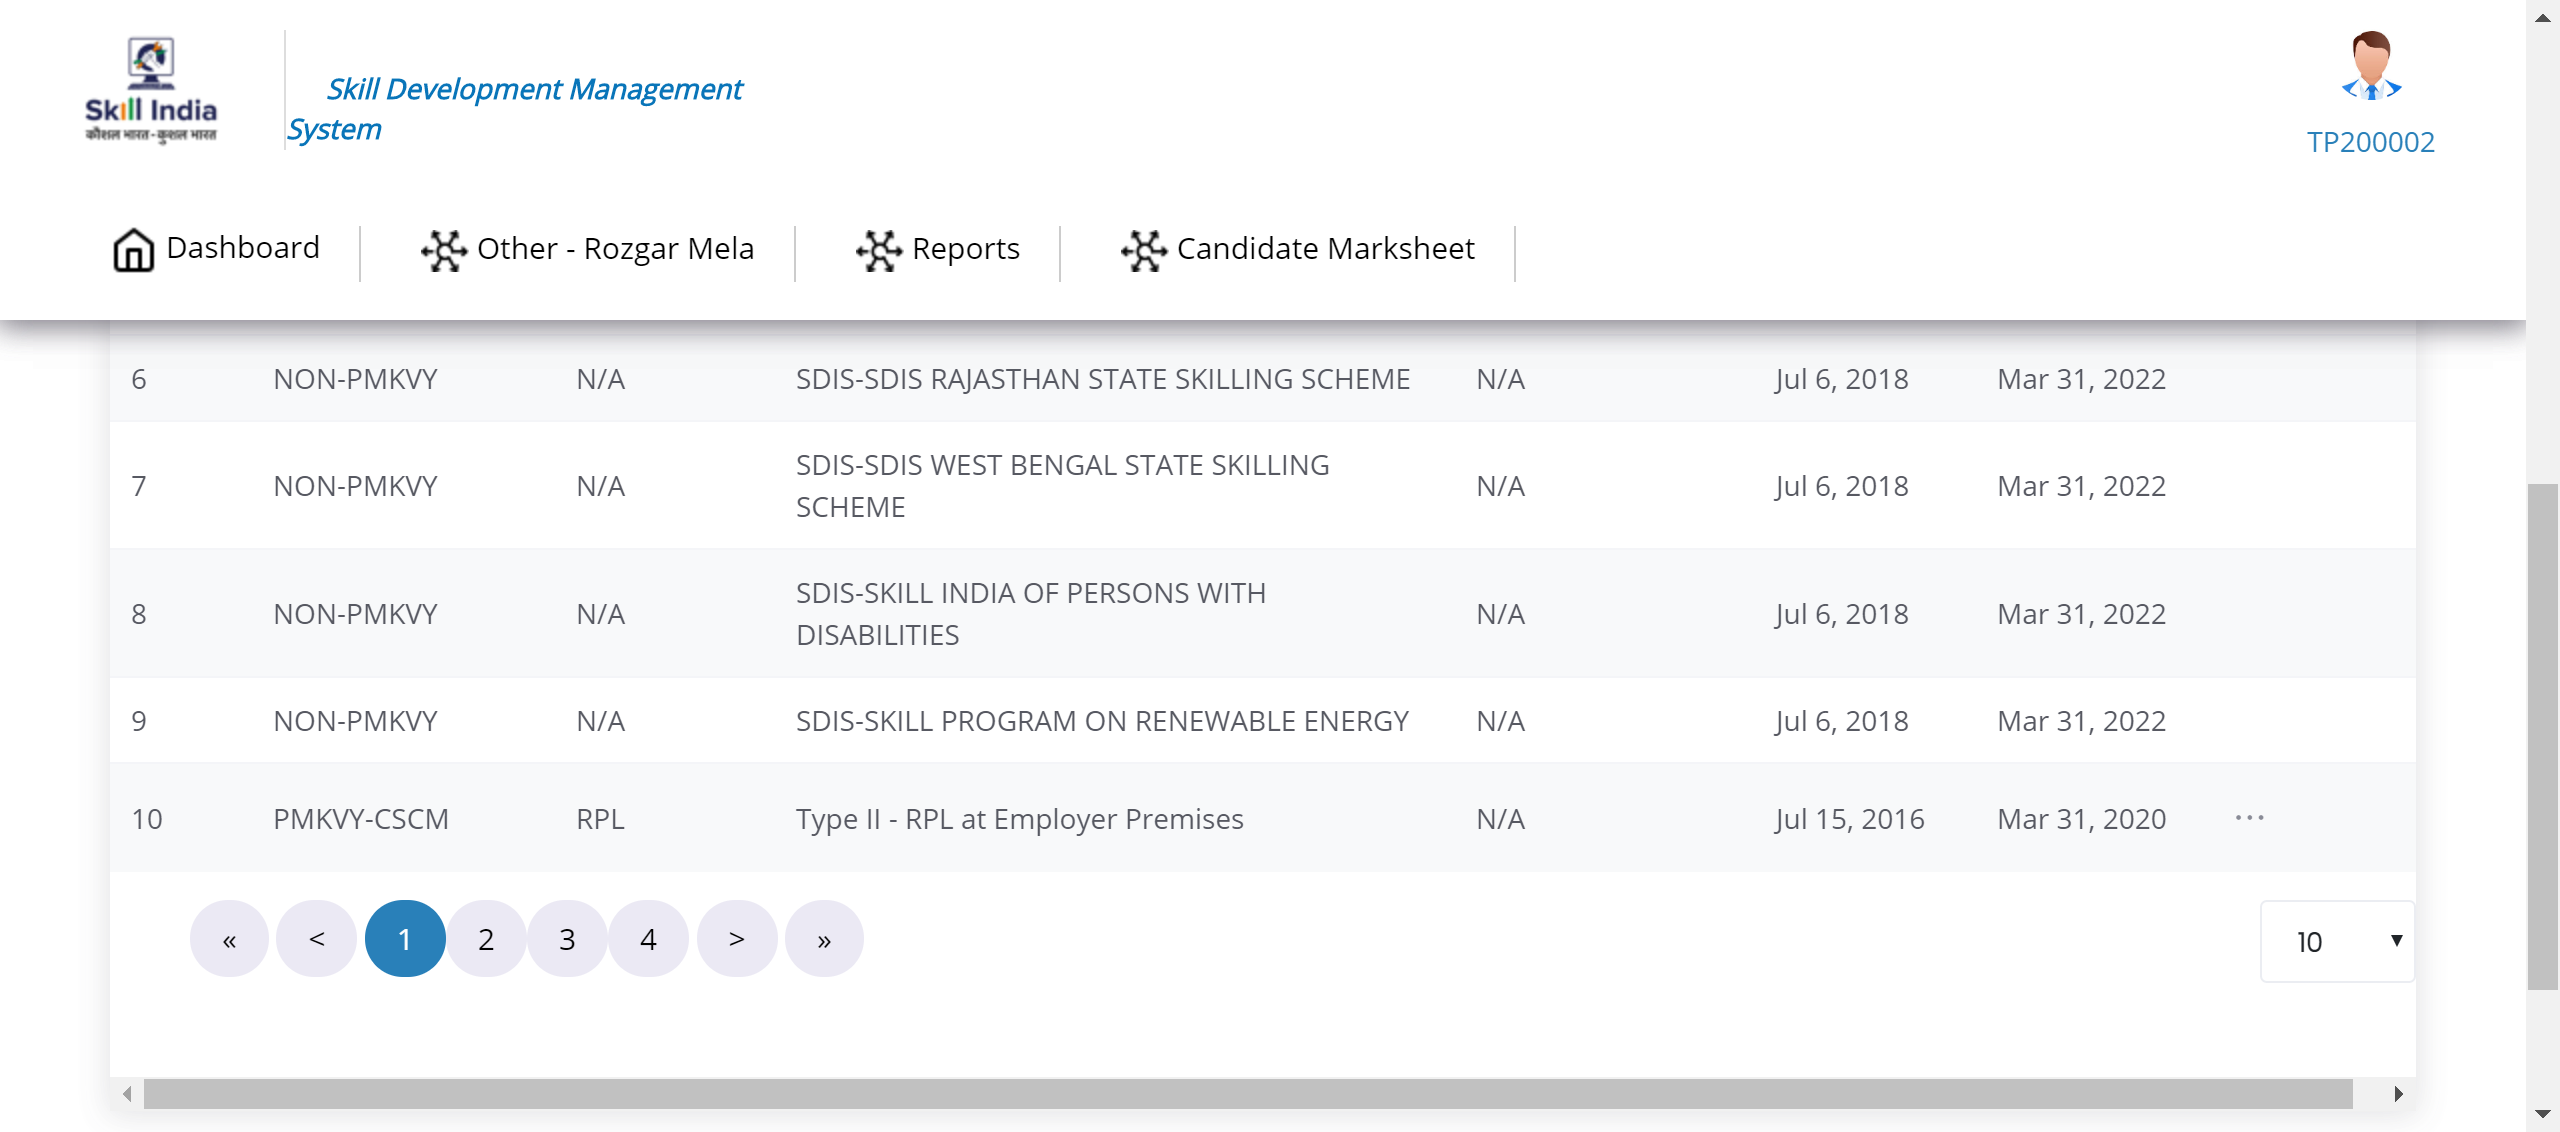 Skill India
कौशल भारत-कुशल भारत
Skill Development Management
System
TP200002
Dashboard
Other - Rozgar Mela
Reports
Candidate Marksheet
6 NON-PMKVY N/A SDIS-SDIS RAJASTHAN STATE SKILLING SCHEME N/A Jul 6, 2018 Mar 31, 2022
7 NON-PMKVY N/A SDIS-SDIS WEST BENGAL STATE SKILLING
SCHEME N/A Jul 6, 2018 Mar 31, 2022
8 NON-PMKVY N/A SDIS-SKILL INDIA OF PERSONS WITH
DISABILITIES N/A Jul 6, 2018 Mar 31, 2022
9 NON-PMKVY N/A SDIS-SKILL PROGRAM ON RENEWABLE ENERGY N/A Jul 6, 2018 Mar 31, 2022
10 PMKVY-CSCM RPL Type II - RPL at Employer Premises N/A Jul 15, 2016 Mar 31, 2020 ...
« < 1 2 3 4 > » 10